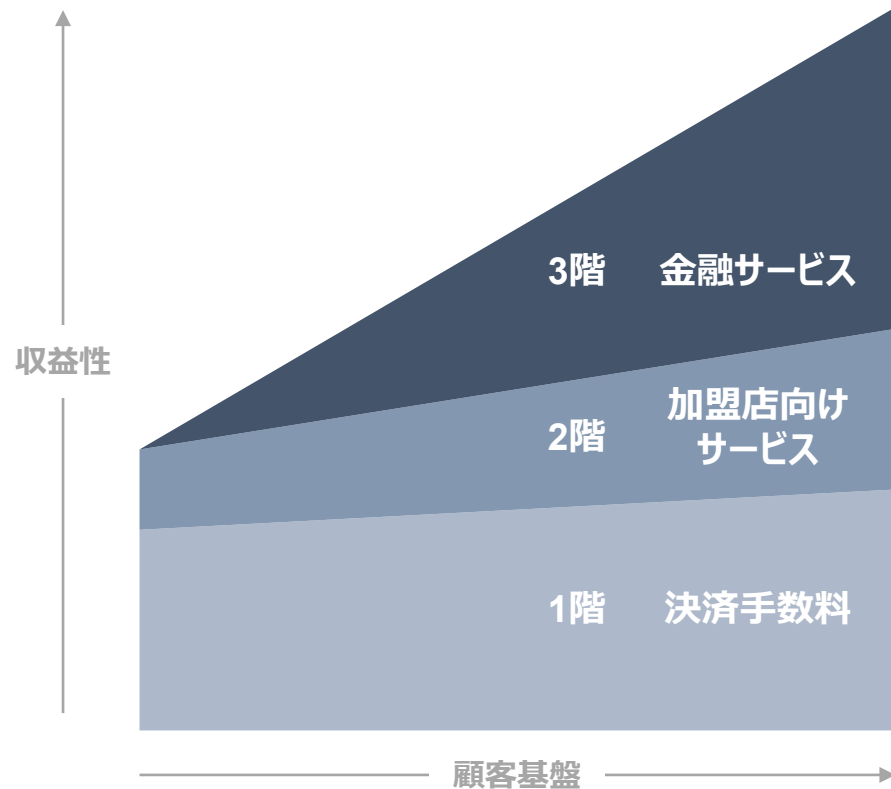 3階 金融サービス
収益性
2階 加盟店向け
サービス
1階 決済手数料
顧客基盤